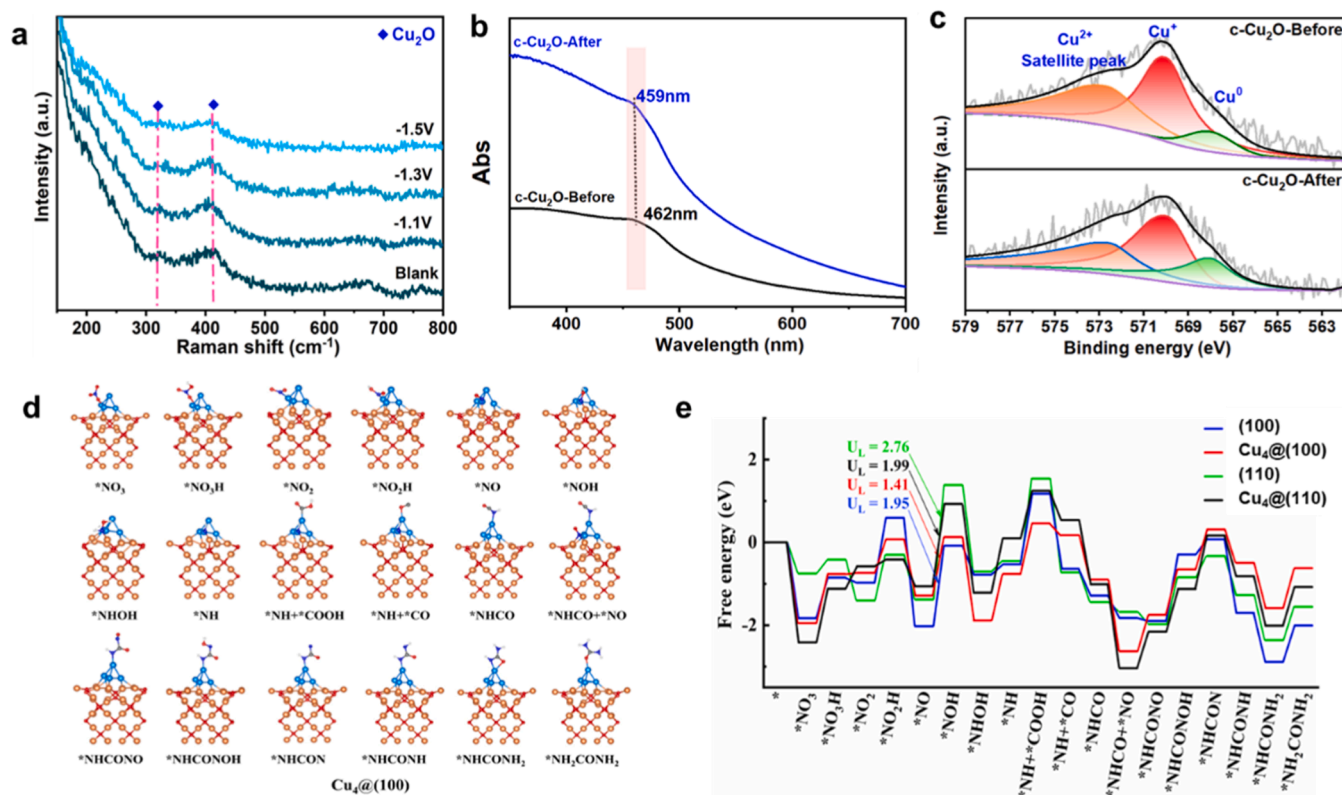 a
◆ Cu₂O
-1.5V
-1.3V
-1.1V
Blank
Intensity (a.u.)
200 300 400 500 600 700 800
Raman shift (cm⁻¹)
b
c-Cu₂O-After
459nm
c-Cu₂O-Before
462nm
Abs
400 500 600 700
Wavelength (nm)
c
c-Cu₂O-Before
Cu²⁺
Satellite peak
Cu⁺
Cu⁰
c-Cu₂O-After
Intensity (a.u.)
Intensity (a.u.)
579 577 575 573 571 569 567 565 563
Binding energy (eV)
d
*NO₃ *NO₃H *NO₂ *NO₂H *NO *NOH
*NHOH *NH *NH+*COOH *NH+*CO *NHCO *NHCO+*NO
*NHCONO *NHCONOH *NHCON *NHCONH *NHCONH₂ *NH₂CONH₂
Cu₄@(100)
e
U_L = 2.76
U_L = 1.99
U_L = 1.41
U_L = 1.95
(100)
Cu₄@(100)
(110)
Cu₄@(110)
Free energy (eV)
2
0
-2
* *NO₃ *NO₃H *NO₂ *NO₂H *NO *NOH *NHOH *NH *NH+*COOH *NH+*CO *NHCO *NHCO+*NO *NHCONO *NHCONOH *NHCON *NHCONH *NHCONH₂ *NH₂CONH₂